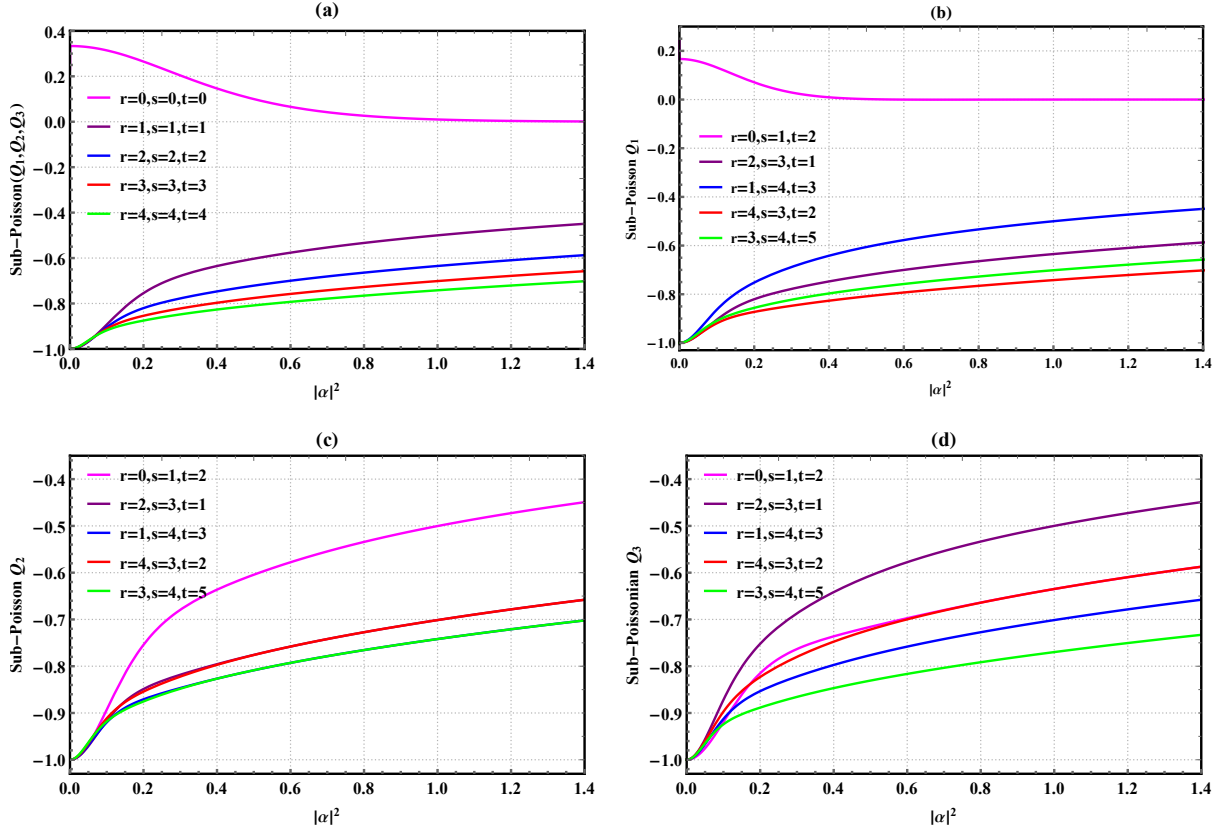 (a)
Sub−Poisson(Q₁,Q₂,Q₃)
0.4
0.2
0.0
−0.2
−0.4
−0.6
−0.8
−1.0
r=0,s=0,t=0
r=1,s=1,t=1
r=2,s=2,t=2
r=3,s=3,t=3
r=4,s=4,t=4
0.0 0.2 0.4 0.6 0.8 1.0 1.2 1.4
|α|²
(b)
Sub−Poisson Q₁
0.2
0.0
−0.2
−0.4
−0.6
−0.8
−1.0
r=0,s=1,t=2
r=2,s=3,t=1
r=1,s=4,t=3
r=4,s=3,t=2
r=3,s=4,t=5
0.0 0.2 0.4 0.6 0.8 1.0 1.2 1.4
|α|²
(c)
Sub−Poisson Q₂
−0.4
−0.5
−0.6
−0.7
−0.8
−0.9
−1.0
r=0,s=1,t=2
r=2,s=3,t=1
r=1,s=4,t=3
r=4,s=3,t=2
r=3,s=4,t=5
0.0 0.2 0.4 0.6 0.8 1.0 1.2 1.4
|α|²
(d)
Sub−Poissonian Q₃
−0.4
−0.5
−0.6
−0.7
−0.8
−0.9
−1.0
r=0,s=1,t=2
r=2,s=3,t=1
r=1,s=4,t=3
r=4,s=3,t=2
r=3,s=4,t=5
0.0 0.2 0.4 0.6 0.8 1.0 1.2 1.4
|α|²